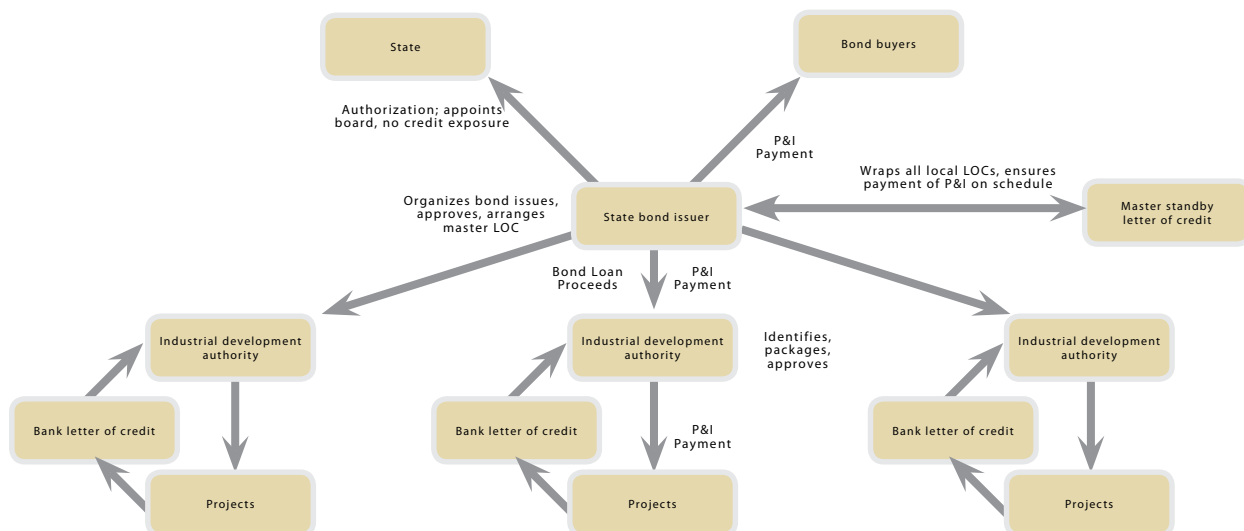 State
Bond buyers
Authorization; appoints
board, no credit exposure
P&I
Payment
Wraps all local LOCs, ensures
payment of P&I on schedule
Organizes bond issues,
approves, arranges
master LOC
State bond issuer
Master standby
letter of credit
Bond Loan
Proceeds
P&I
Payment
Industrial development
authority
Industrial development
authority
Identifies,
packages,
approves
Industrial development
authority
Bank letter of credit
Bank letter of credit
P&I
Payment
Bank letter of credit
Projects
Projects
Projects